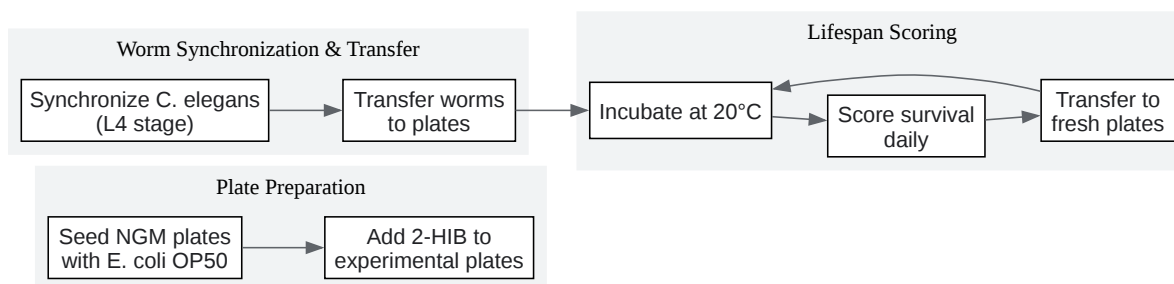 Worm Synchronization & Transfer
Synchronize C. elegans
(L4 stage)
Transfer worms
to plates
Lifespan Scoring
Incubate at 20°C
Score survival
daily
Transfer to
fresh plates
Plate Preparation
Seed NGM plates
with E. coli OP50
Add 2-HIB to
experimental plates